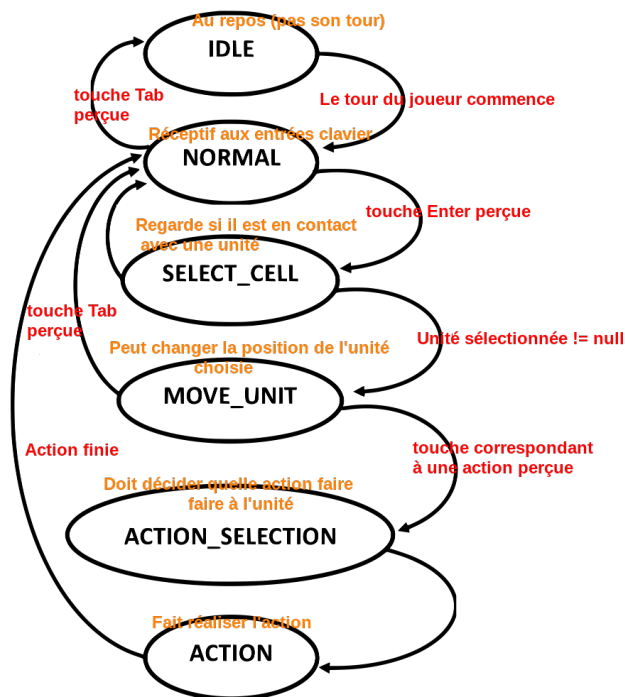 Au repos (pas son tour)
IDLE
touche Tab
perçue
Le tour du joueur commence
Réceptif aux entrées clavier
NORMAL
touche Enter perçue
Regarde si il est en contact
avec une unité
SELECT_CELL
touche Tab
perçue
Unité sélectionnée != null
Peut changer la position de l'unité
choisie
MOVE_UNIT
Action finie
touche correspondant
à une action perçue
Doit décider quelle action faire
faire à l'unité
ACTION_SELECTION
Fait réaliser l'action
ACTION